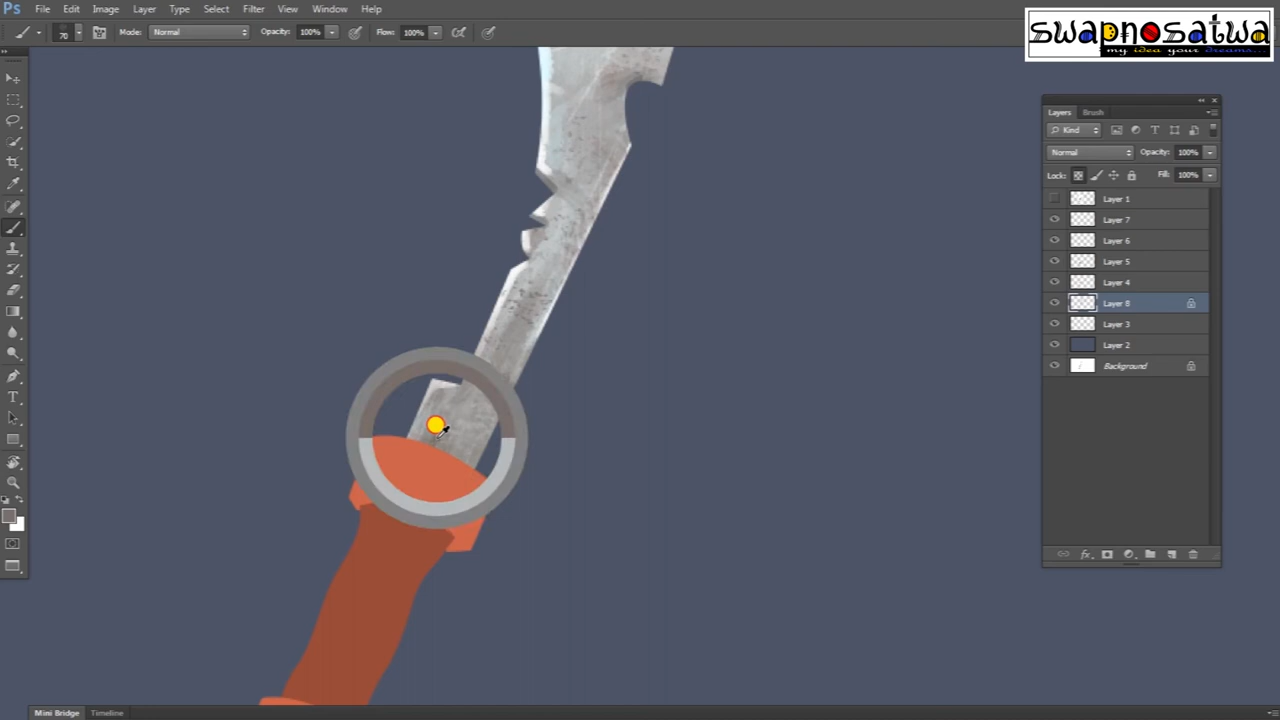 Ps File Edit Image Layer Type Select Filter View Window Help
70 Mode: Normal Opacity: 100% Flow: 100%
swapnosatwa
my idea your dreams...
Layers Brush
Kind T
Normal Opacity: 100%
Lock: Fill: 100%
Layer 1
Layer 7
Layer 6
Layer 5
Layer 4
Layer 8
Layer 3
Layer 2
Background
T
fx
Mini Bridge Timeline